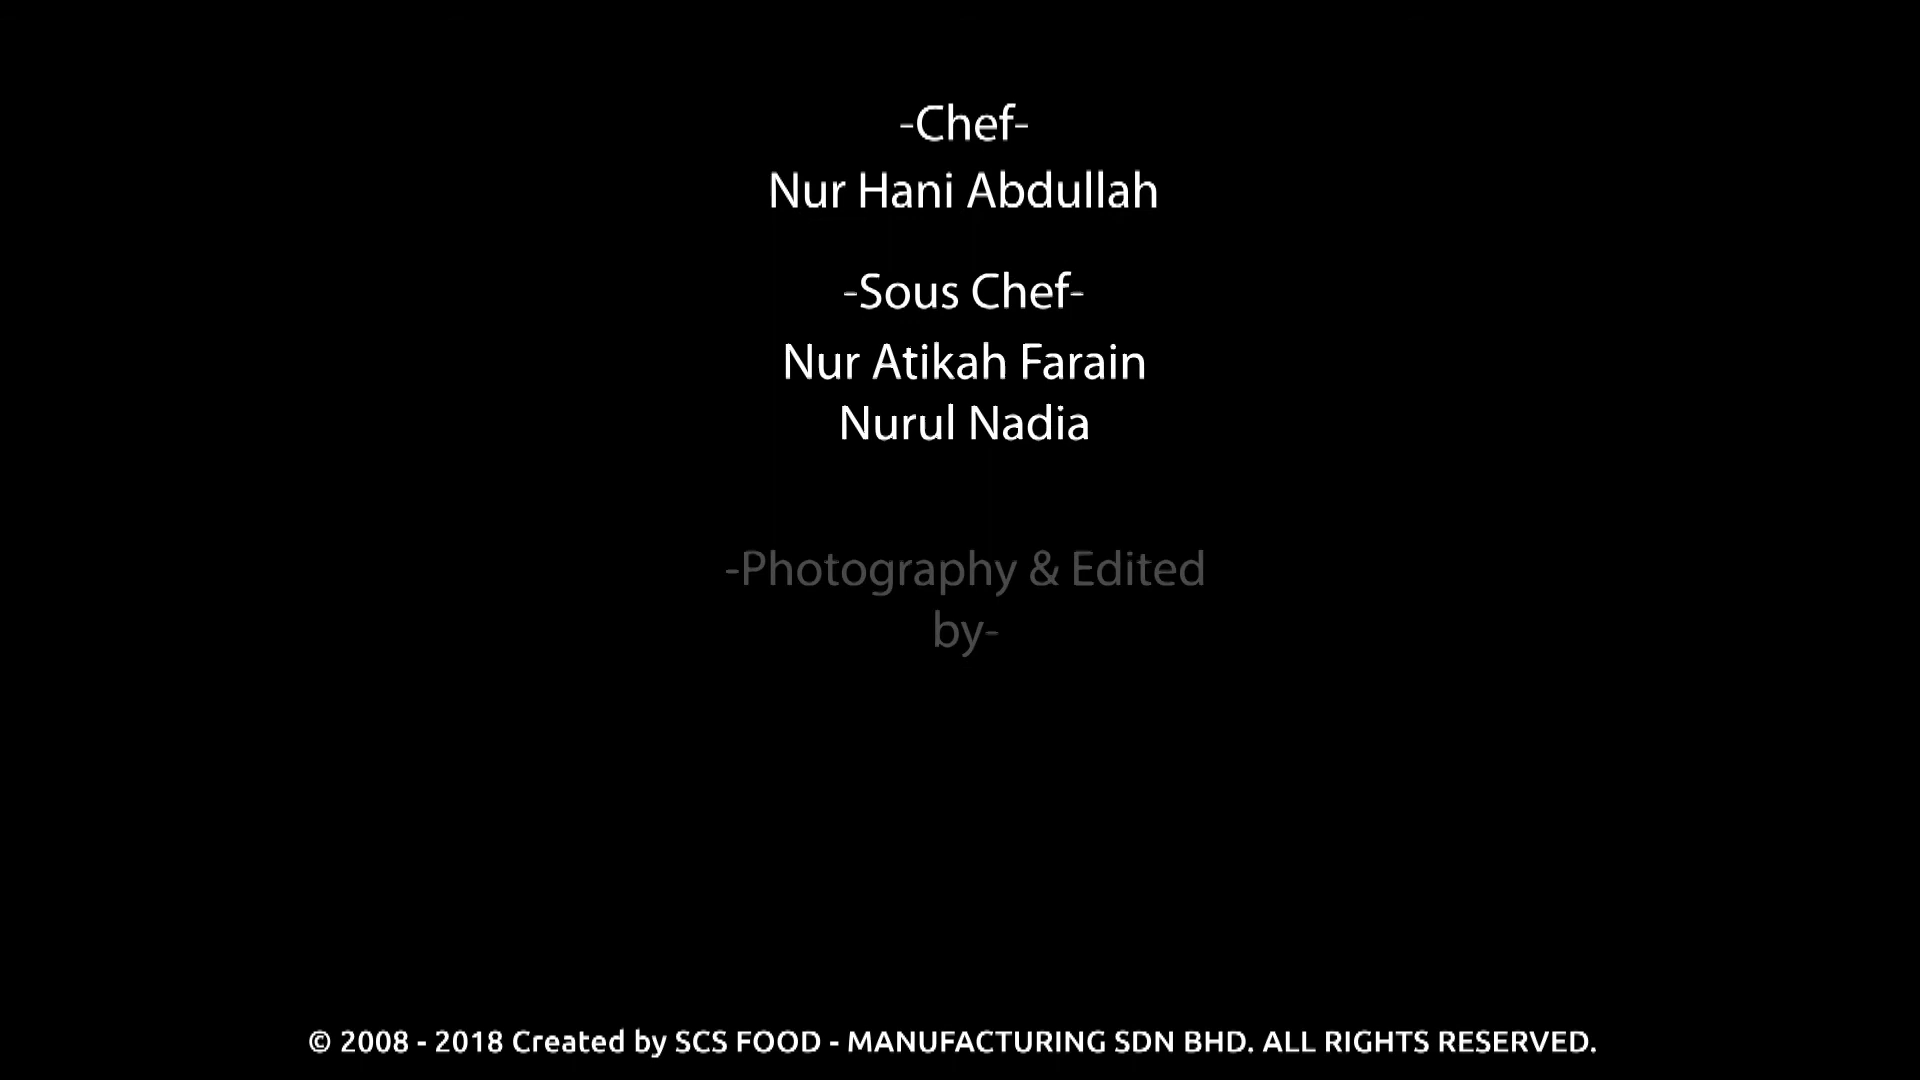 -Chef-
Nur Hani Abdullah
-Sous Chef-
Nur Atikah Farain
Nurul Nadia
-Photography & Edited
by-
© 2008 - 2018 Created by SCS FOOD - MANUFACTURING SDN BHD. ALL RIGHTS RESERVED.